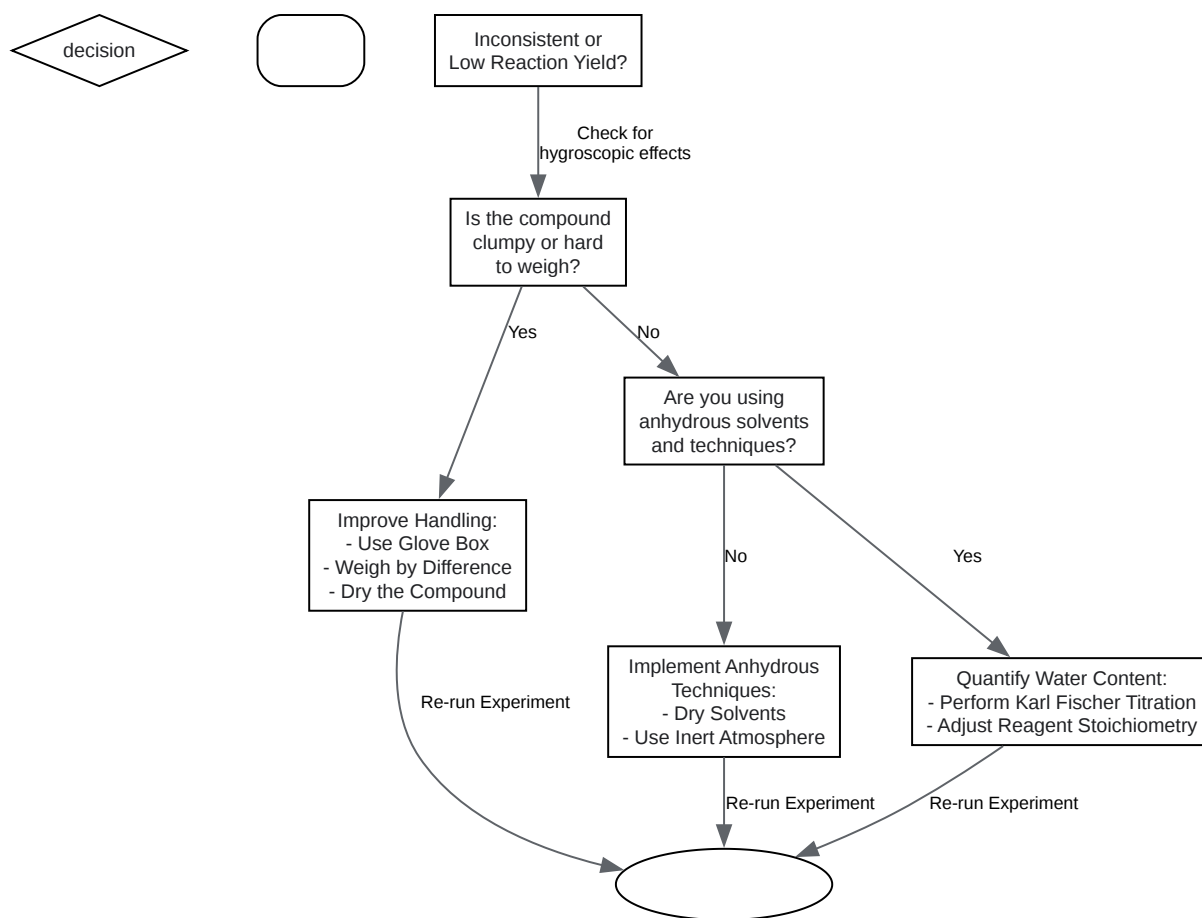 decision
Inconsistent or
Low Reaction Yield?
Check for
hygroscopic effects
Is the compound
clumpy or hard
to weigh?
Yes
No
Are you using
anhydrous solvents
and techniques?
Improve Handling:
- Use Glove Box
- Weigh by Difference
- Dry the Compound
No
Yes
Implement Anhydrous
Techniques:
- Dry Solvents
- Use Inert Atmosphere
Quantify Water Content:
- Perform Karl Fischer Titration
- Adjust Reagent Stoichiometry
Re-run Experiment
Re-run Experiment
Re-run Experiment